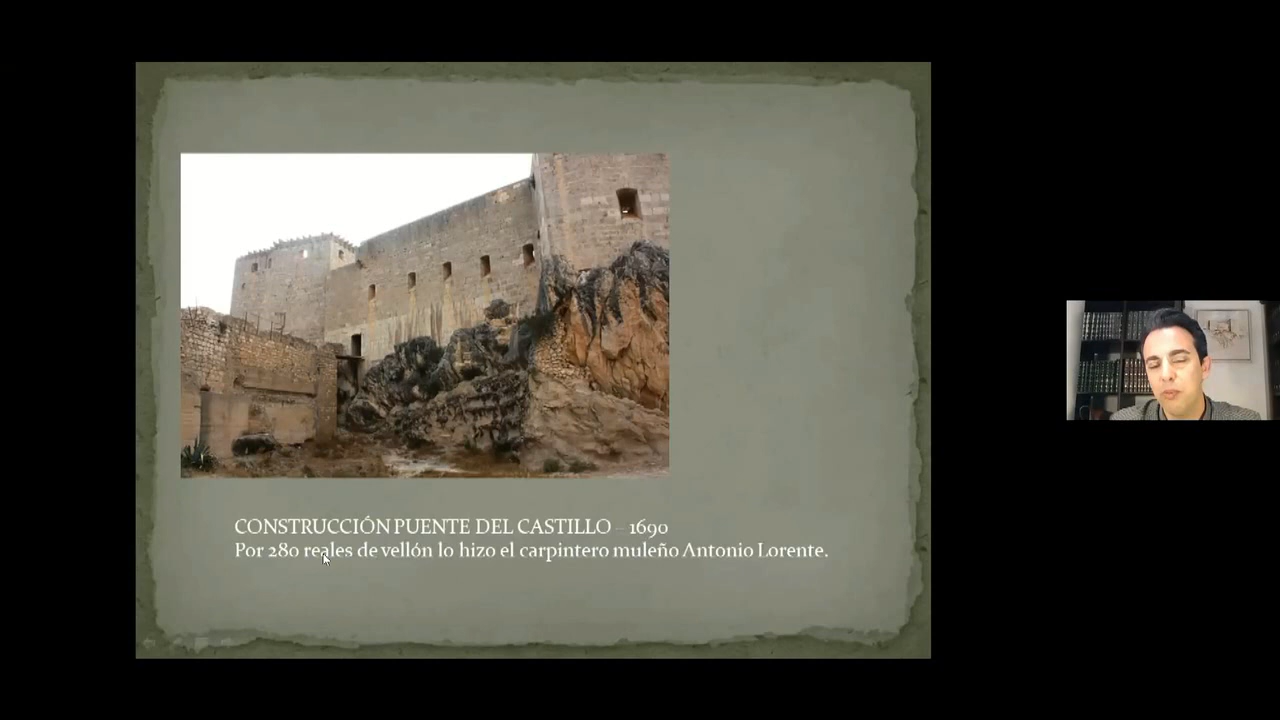 CONSTRUCCIÓN PUENTE DEL CASTILLO – 1690
Por 280 reales de vellón lo hizo el carpintero muleño Antonio Lorente.